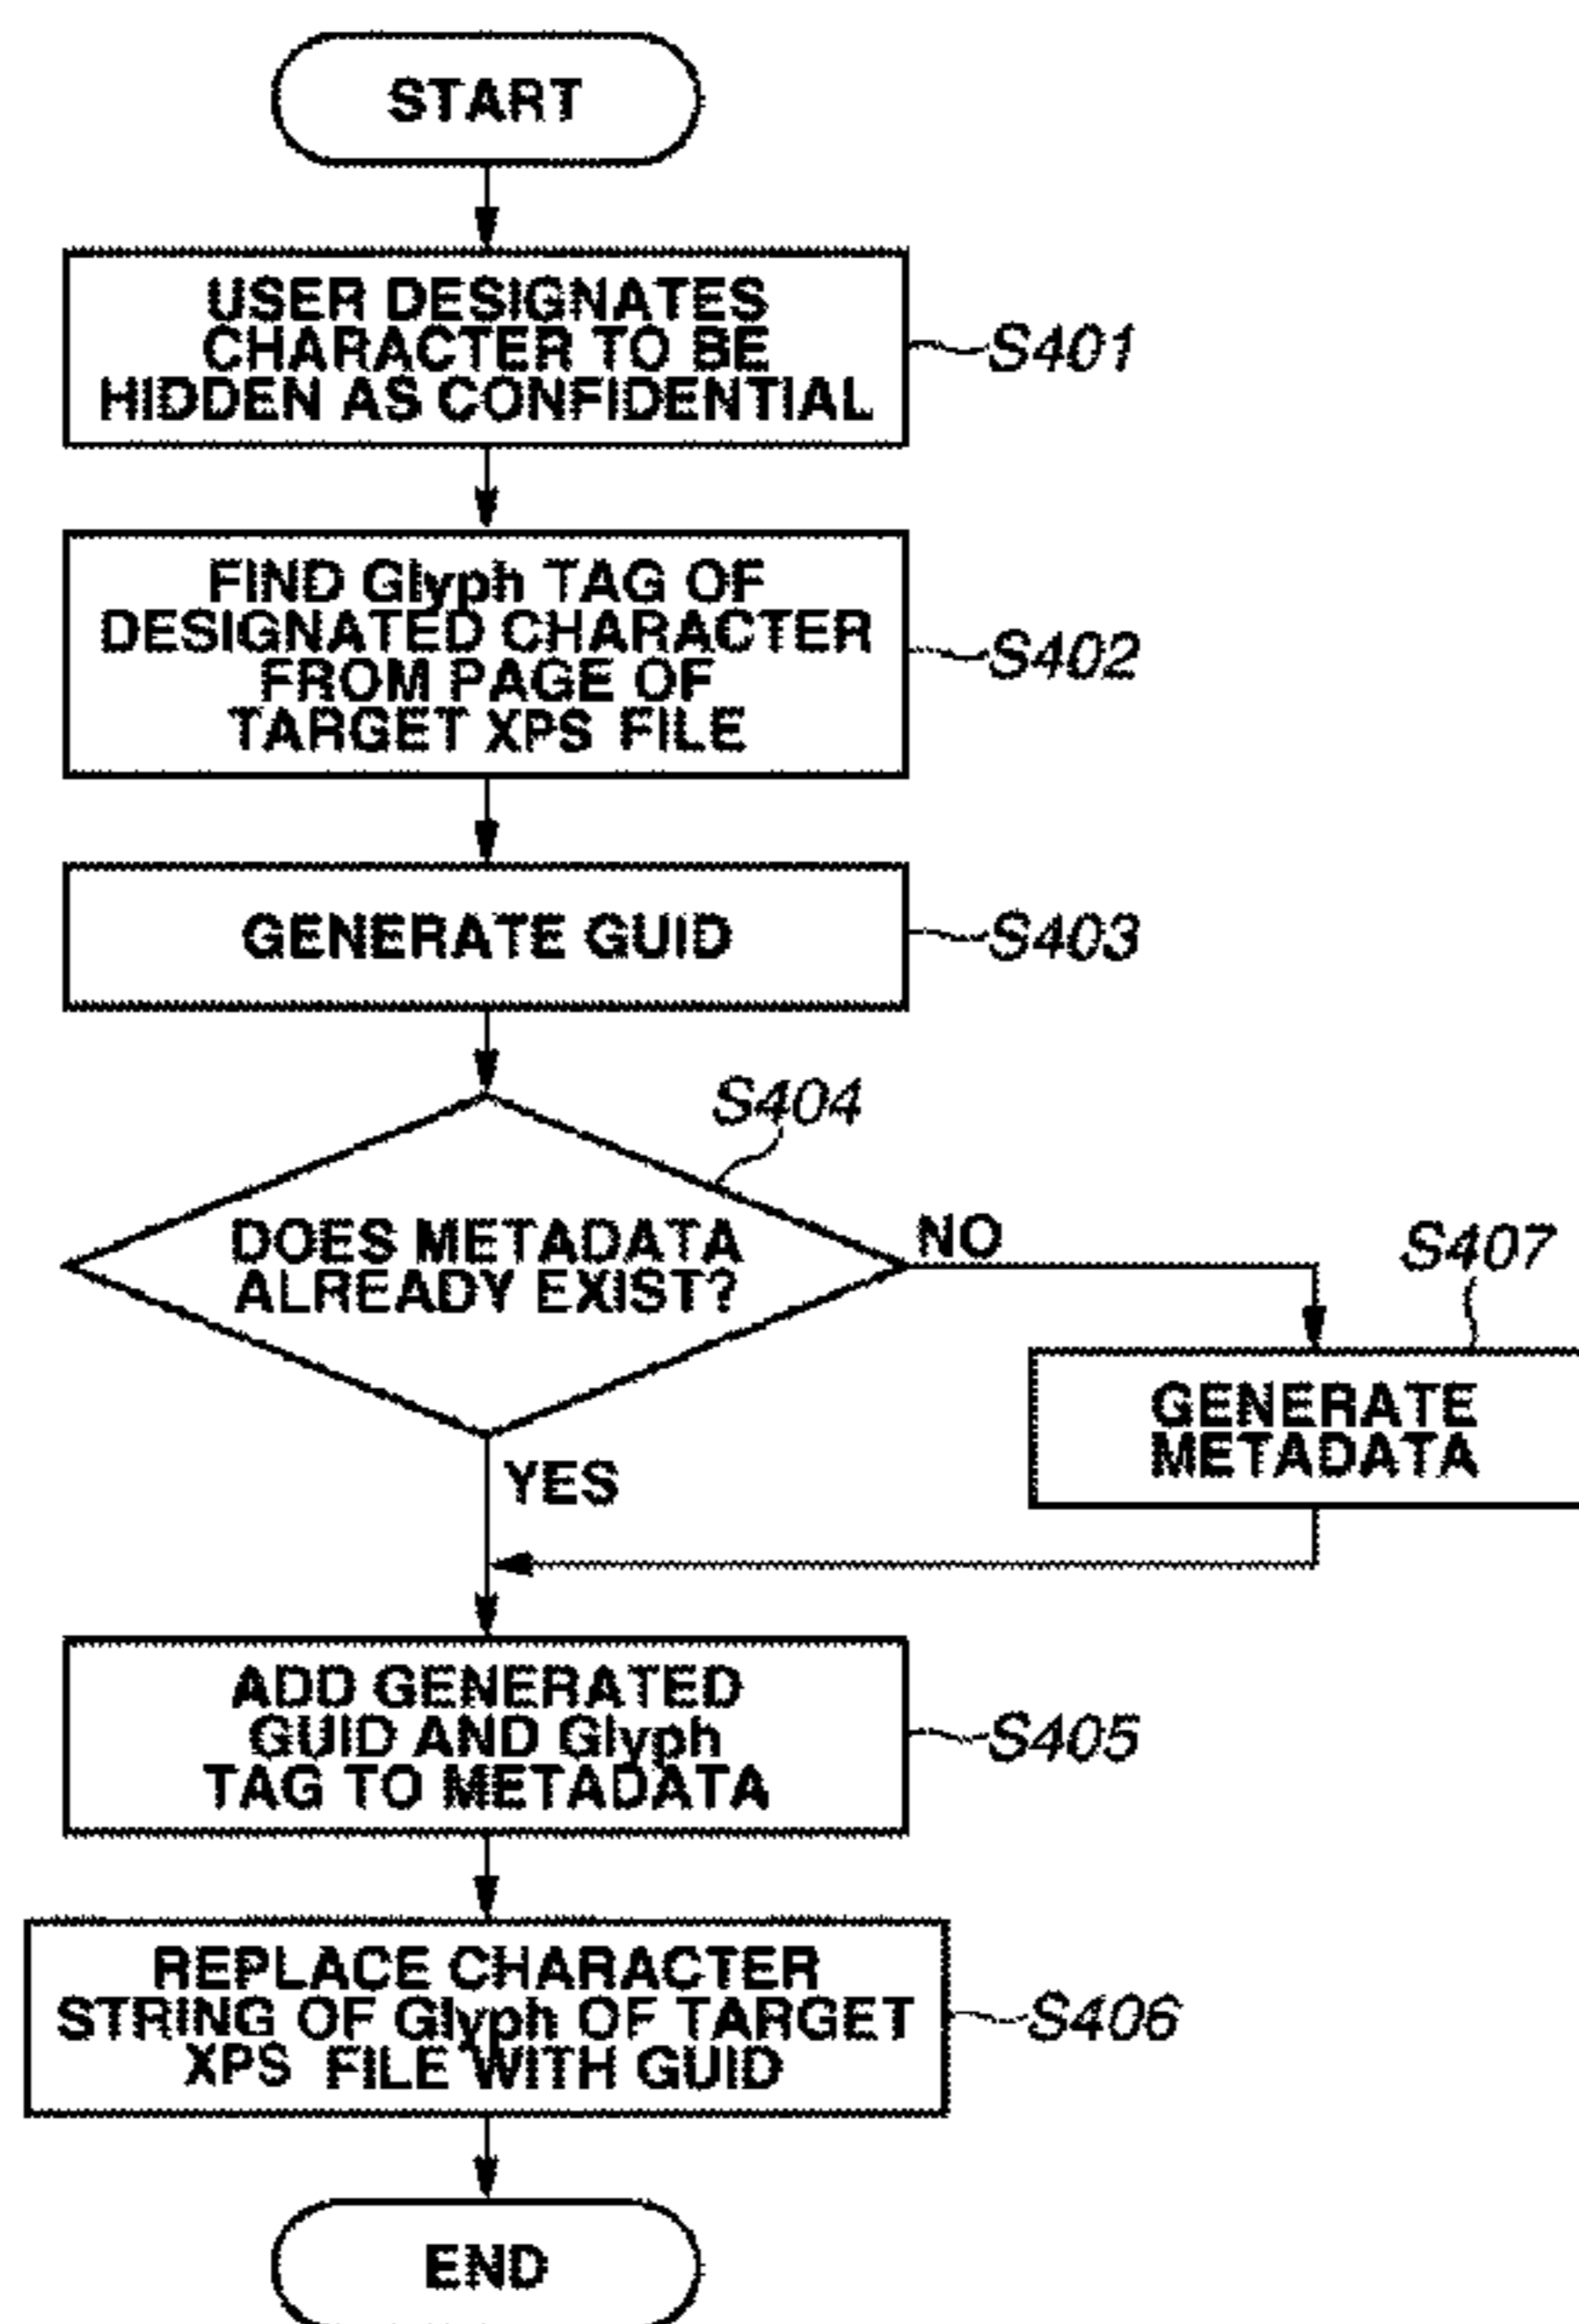 START
USER DESIGNATES
CHARACTER TO BE
HIDDEN AS CONFIDENTIAL
S401
FIND Glyph TAG OF
DESIGNATED CHARACTER
FROM PAGE OF
TARGET XPS FILE
S402
GENERATE GUID
S403
S404
DOES METADATA
ALREADY EXIST?
NO
S407
GENERATE
METADATA
YES
ADD GENERATED
GUID AND Glyph
TAG TO METADATA
S405
REPLACE CHARACTER
STRING OF Glyph OF TARGET
XPS FILE WITH GUID
S406
END